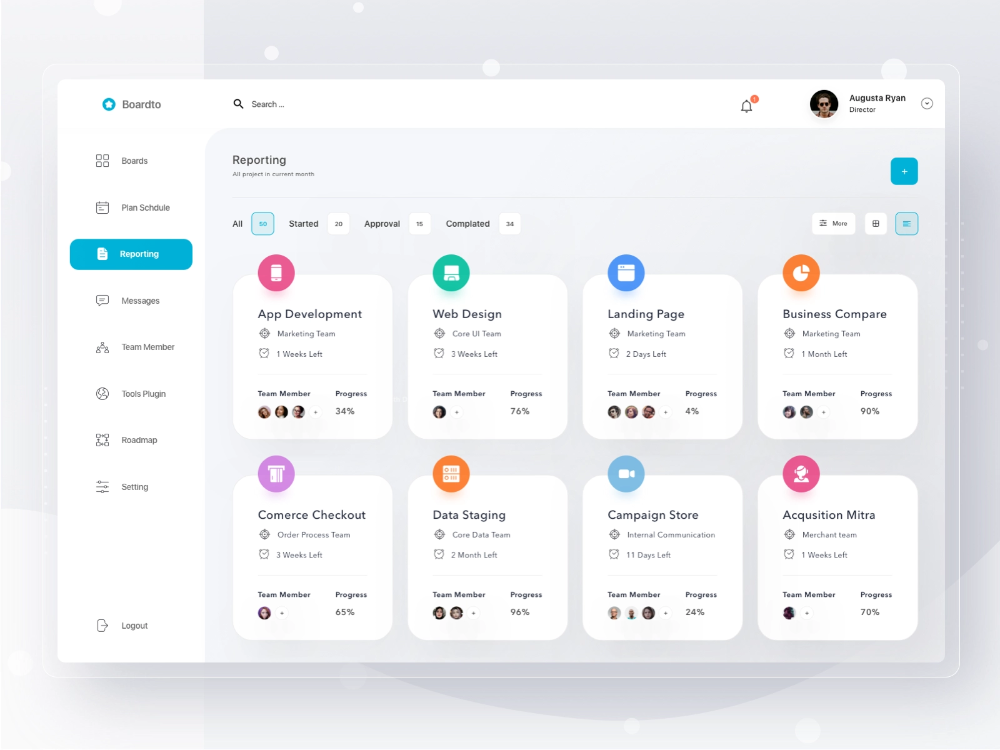 Boardto
Search ...
1
Augusta Ryan
Director
Boards
Plan Schdule
Reporting
Messages
Team Member
Tools Plugin
Roadmap
Setting
Logout
Reporting
All project in current month
+
All 50 Started 20 Approval 15 Complated 34
More
App Development
Marketing Team
1 Weeks Left
Team Member Progress
+ 34%
Web Design
Core UI Team
3 Weeks Left
Team Member Progress
+ 76%
Landing Page
Marketing Team
2 Days Left
Team Member Progress
+ 4%
Business Compare
Marketing Team
1 Month Left
Team Member Progress
+ 90%
Comerce Checkout
Order Process Team
3 Weeks Left
Team Member Progress
+ 65%
Data Staging
Core Data Team
2 Month Left
Team Member Progress
+ 96%
Campaign Store
Internal Communication
11 Days Left
Team Member Progress
+ 24%
Acqusition Mitra
Merchant team
1 Weeks Left
Team Member Progress
+ 70%